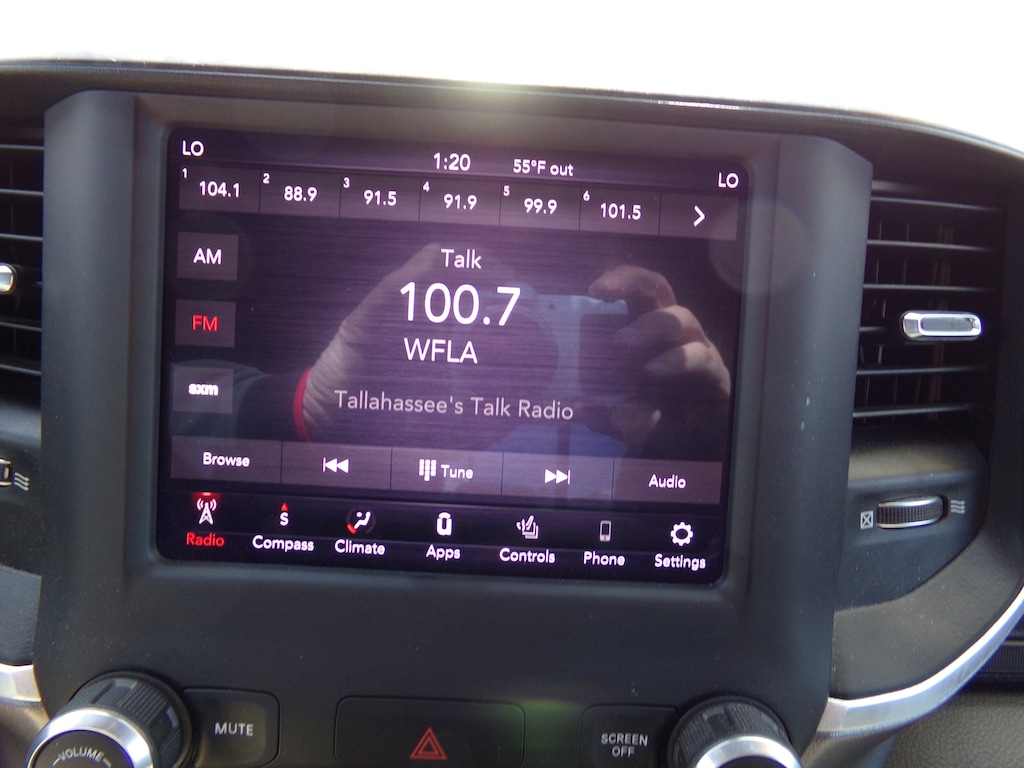 LO 1:20 55°F out LO
1 104.1 2 88.9 3 91.5 4 91.9 5 99.9 6 101.5
AM
Talk
100.7
FM
WFLA
sxm
Tallahassee's Talk Radio
Browse Tune Audio
S
Radio Compass Climate Apps Controls Phone Settings
VOLUME MUTE SCREEN
OFF